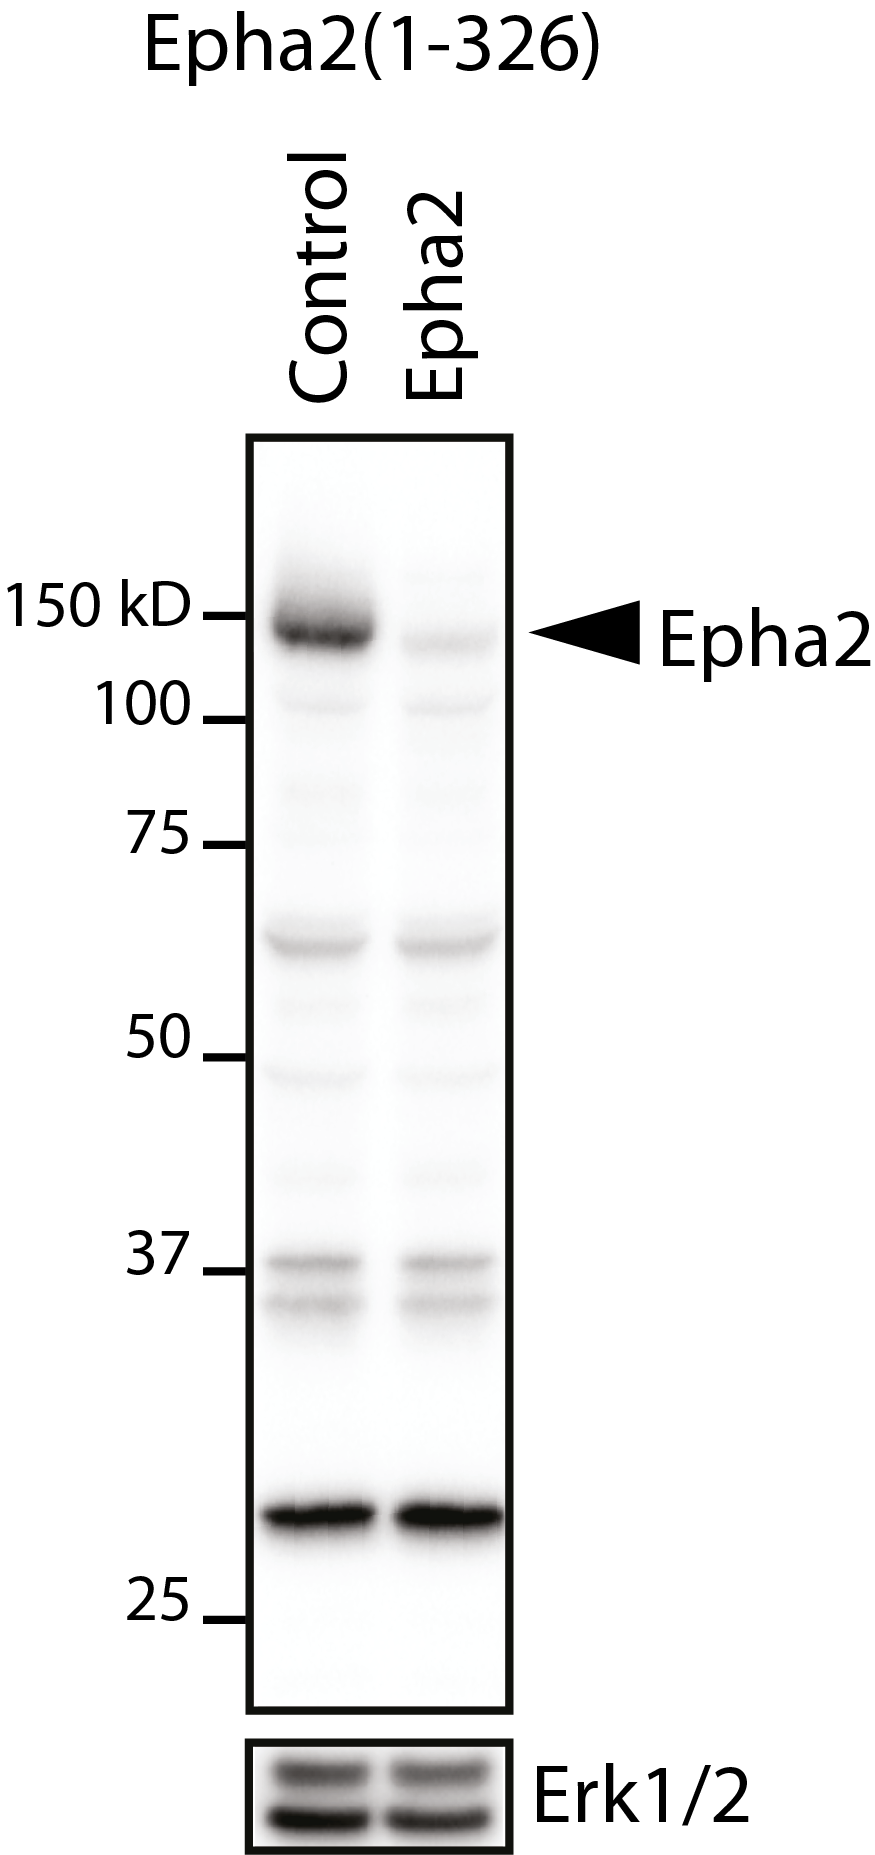 Epha2(1-326)
Control
Epha2
150 kD
Epha2
100
75
50
37
25
Erk1/2